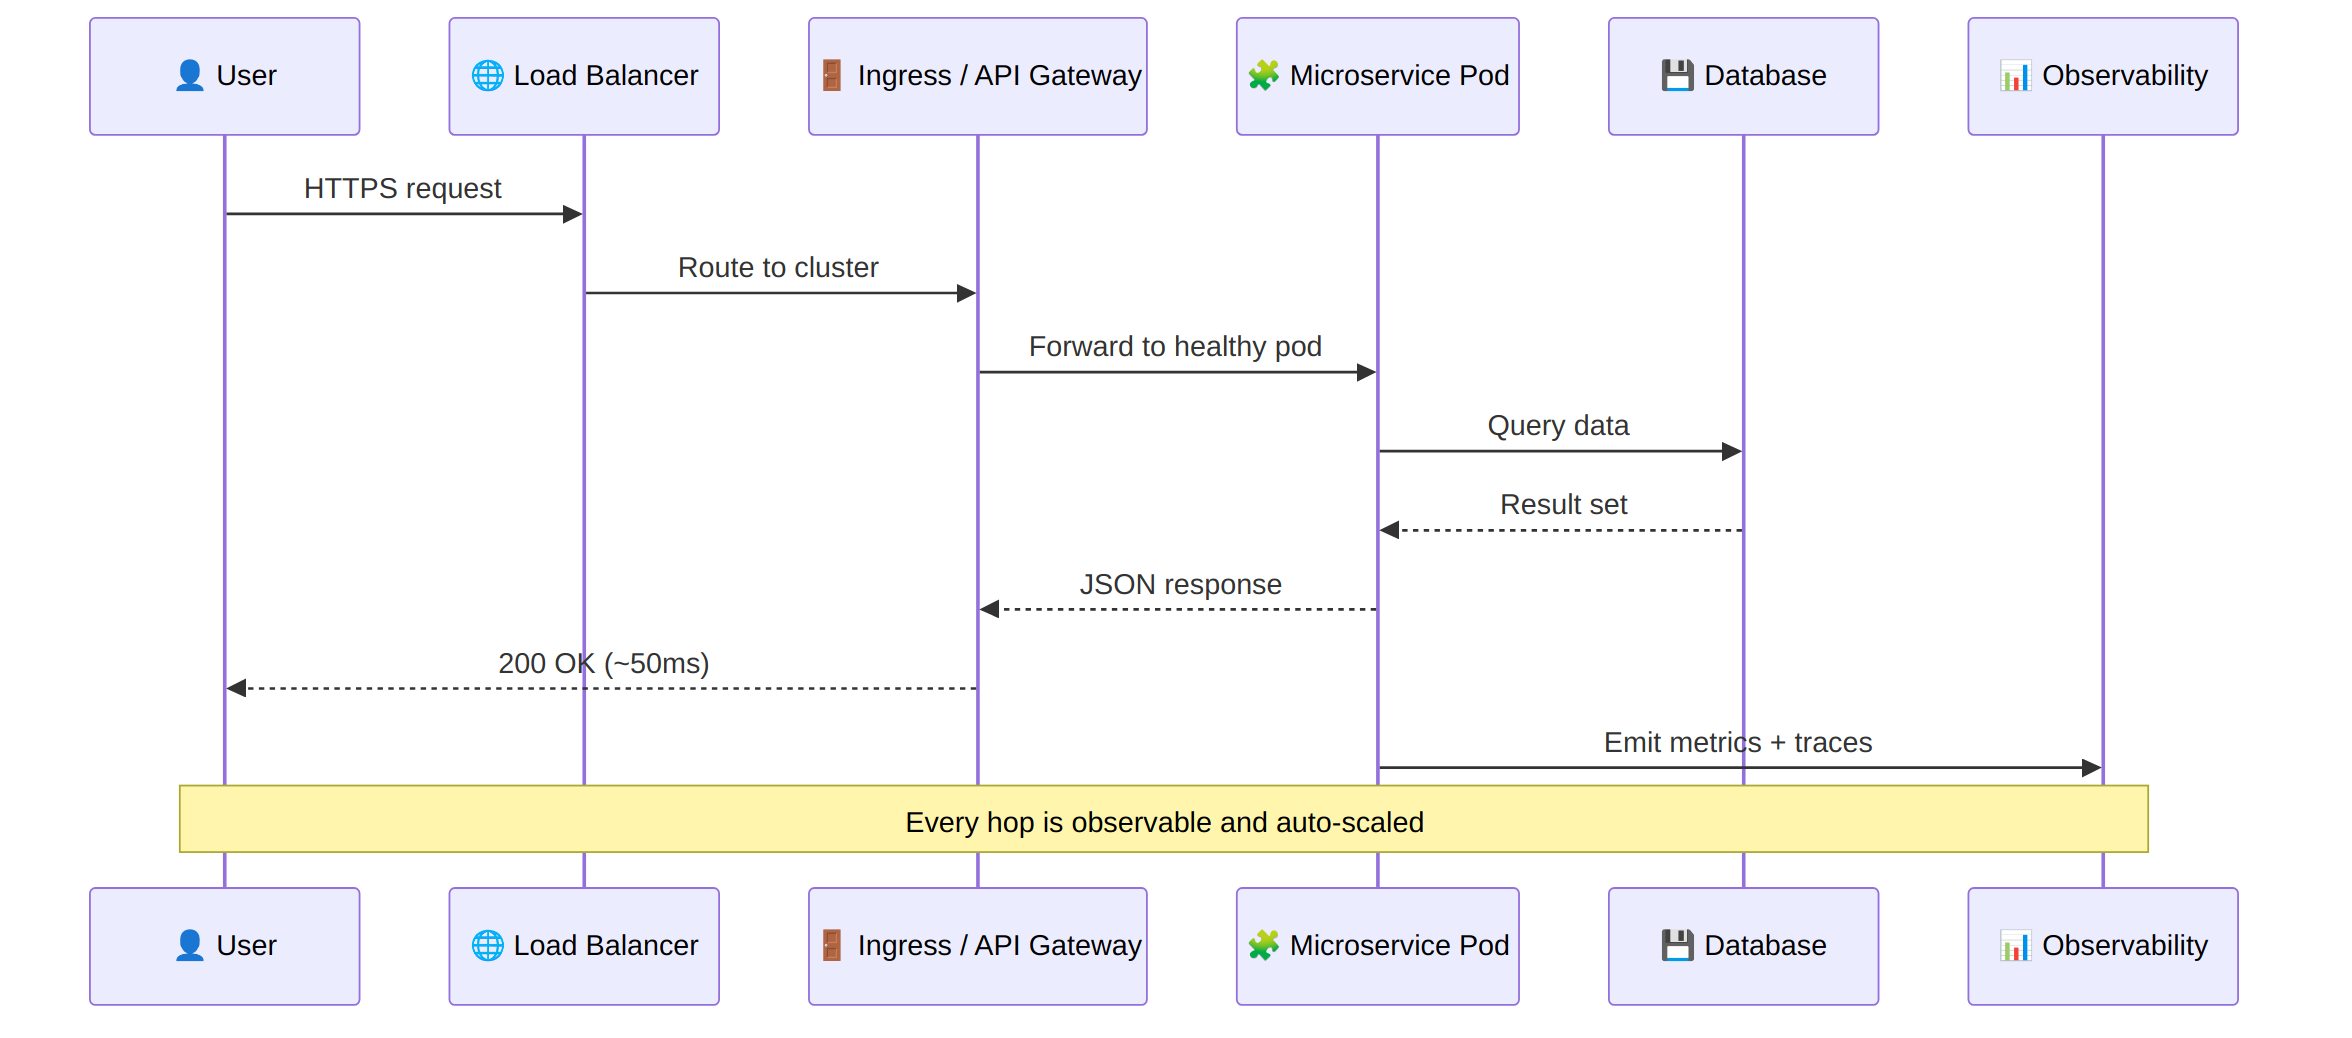 👤 User
🌐 Load Balancer
🚪 Ingress / API Gateway
🧩 Microservice Pod
💾 Database
📊 Observability
HTTPS request
Route to cluster
Forward to healthy pod
Query data
Result set
JSON response
200 OK (~50ms)
Emit metrics + traces
Every hop is observable and auto-scaled
👤 User
🌐 Load Balancer
🚪 Ingress / API Gateway
🧩 Microservice Pod
💾 Database
📊 Observability